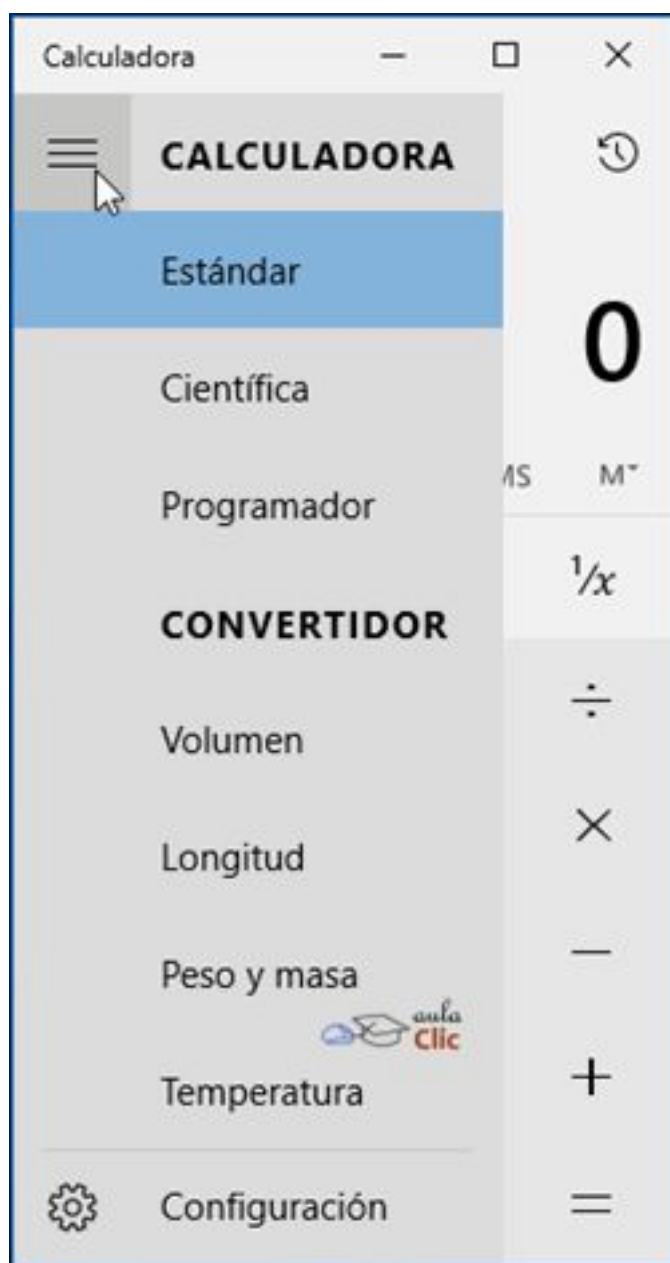 Calculadora
CALCULADORA
Estándar
0
Científica
MS M˅
Programador
¹/x
CONVERTIDOR
÷
Volumen
×
Longitud
−
Peso y masa
aula
Clic
+
Temperatura
Configuración
=